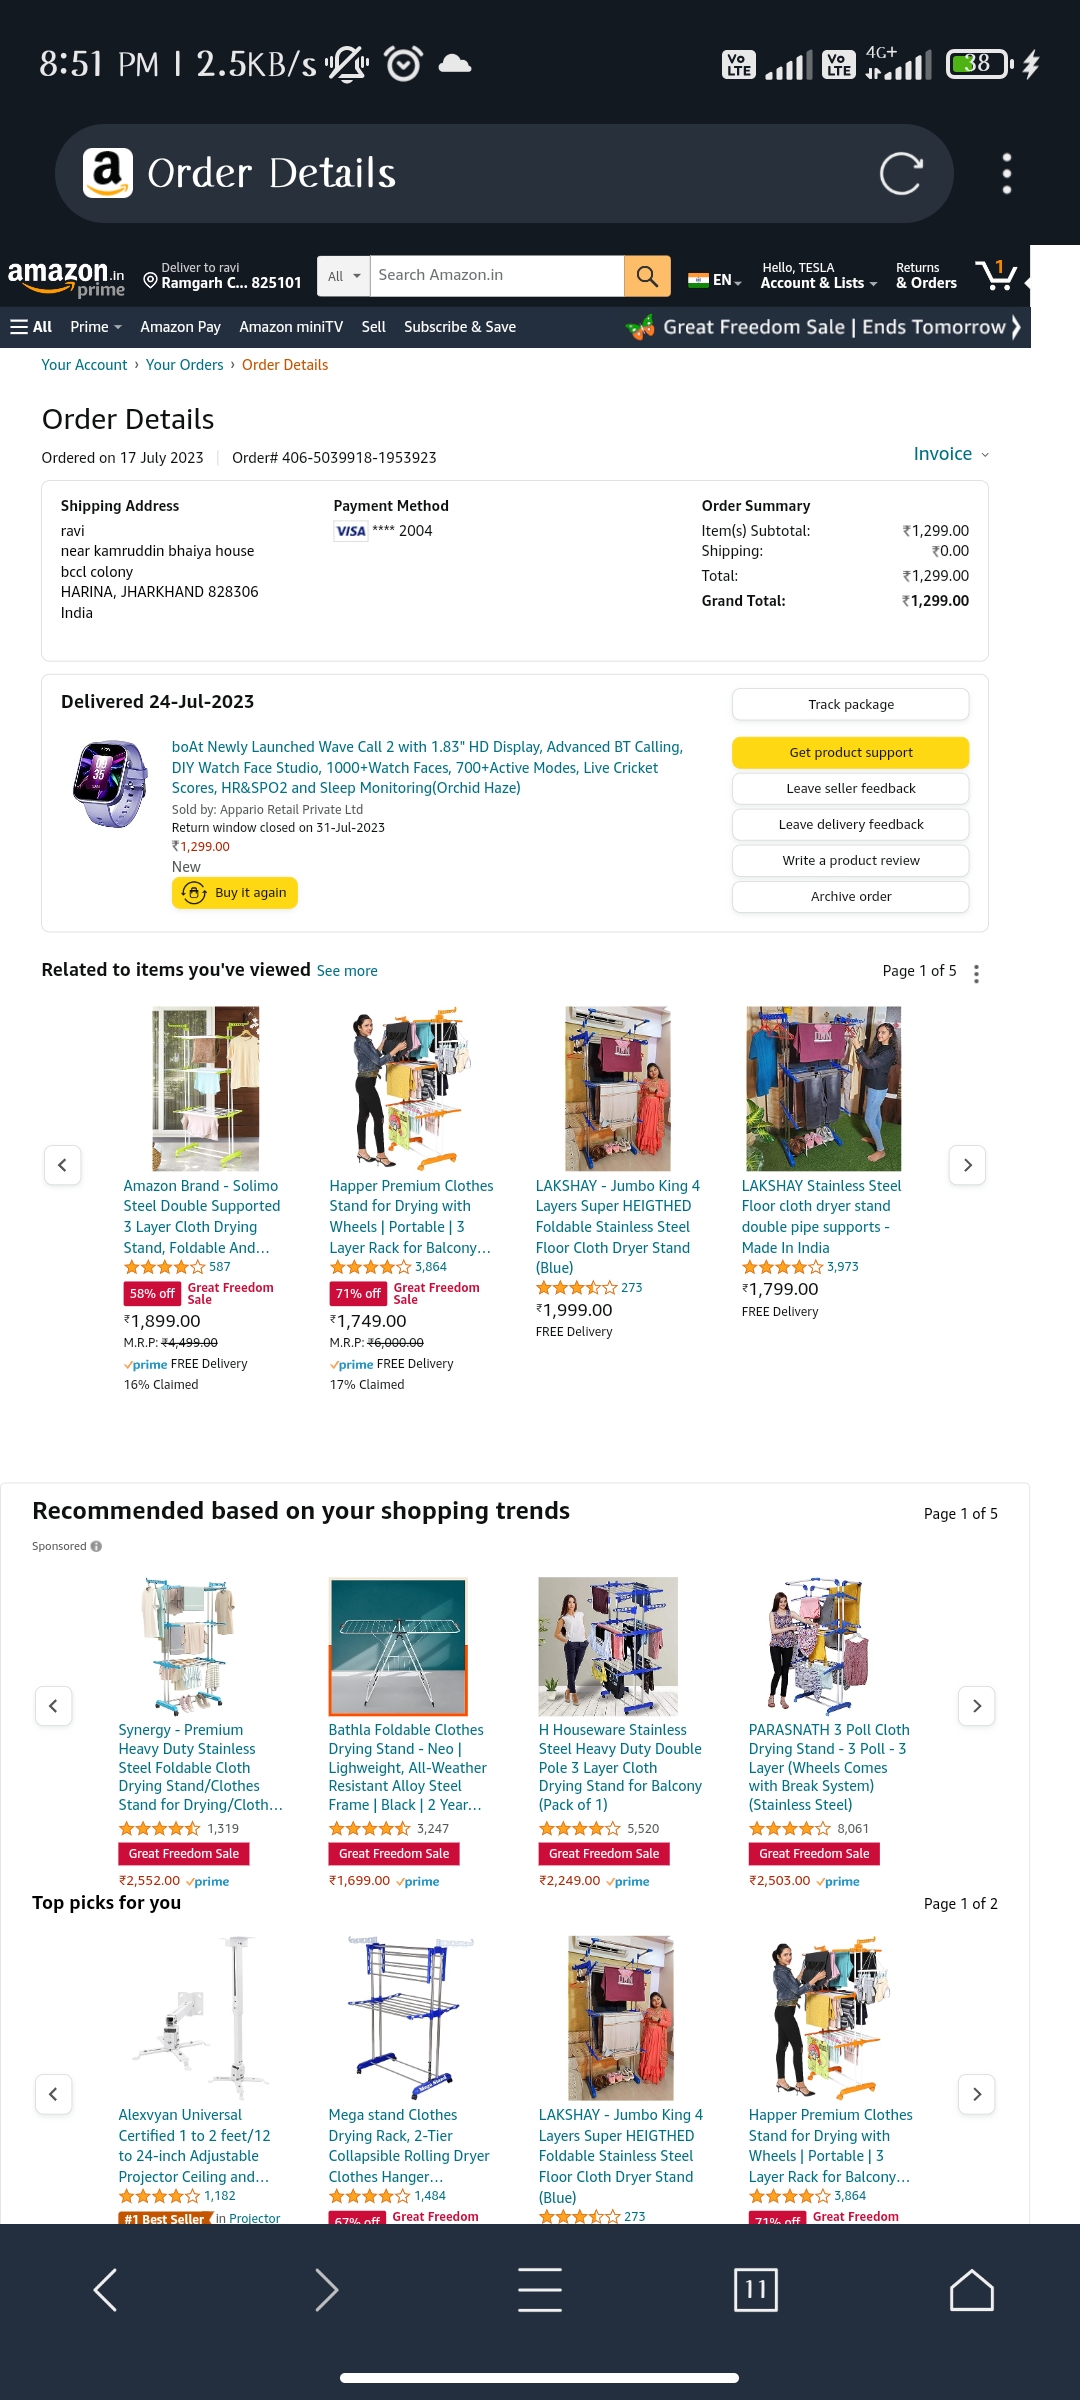 8:51 PM | 2.5KB/s
Vo LTE
Vo LTE
4G+
38
Order Details
amazon.in
prime
Deliver to ravi
Ramgarh C... 825101
All
Search Amazon.in
EN
Hello, TESLA
Account & Lists
Returns
& Orders
1
All
Prime
Amazon Pay
Amazon miniTV
Sell
Subscribe & Save
Great Freedom Sale | Ends Tomorrow
Your Account › Your Orders › Order Details
Order Details
Ordered on 17 July 2023 | Order# 406-5039918-1953923
Invoice
Shipping Address
ravi
near kamruddin bhaiya house
bccl colony
HARINA, JHARKHAND 828306
India
Payment Method
VISA **** 2004
Order Summary
Item(s) Subtotal: ₹1,299.00
Shipping: ₹0.00
Total: ₹1,299.00
Grand Total: ₹1,299.00
Delivered 24-Jul-2023
boAt Newly Launched Wave Call 2 with 1.83" HD Display, Advanced BT Calling,
DIY Watch Face Studio, 1000+Watch Faces, 700+Active Modes, Live Cricket
Scores, HR&SPO2 and Sleep Monitoring(Orchid Haze)
Sold by: Appario Retail Private Ltd
Return window closed on 31-Jul-2023
₹1,299.00
New
Buy it again
Track package
Get product support
Leave seller feedback
Leave delivery feedback
Write a product review
Archive order
Related to items you've viewed See more
Page 1 of 5
Amazon Brand - Solimo
Steel Double Supported
3 Layer Cloth Drying
Stand, Foldable And...
587
58% off Great Freedom
Sale
₹1,899.00
M.R.P: ₹4,499.00
prime FREE Delivery
16% Claimed
Happer Premium Clothes
Stand for Drying with
Wheels | Portable | 3
Layer Rack for Balcony...
3,864
71% off Great Freedom
Sale
₹1,749.00
M.R.P: ₹6,000.00
prime FREE Delivery
17% Claimed
LAKSHAY - Jumbo King 4
Layers Super HEIGTHED
Foldable Stainless Steel
Floor Cloth Dryer Stand
(Blue)
273
₹1,999.00
FREE Delivery
LAKSHAY Stainless Steel
Floor cloth dryer stand
double pipe supports -
Made In India
3,973
₹1,799.00
FREE Delivery
Recommended based on your shopping trends
Page 1 of 5
Sponsored
Synergy - Premium
Heavy Duty Stainless
Steel Foldable Cloth
Drying Stand/Clothes
Stand for Drying/Cloth...
1,319
Great Freedom Sale
₹2,552.00 prime
Bathla Foldable Clothes
Drying Stand - Neo |
Lighweight, All-Weather
Resistant Alloy Steel
Frame | Black | 2 Year...
3,247
Great Freedom Sale
₹1,699.00 prime
H Houseware Stainless
Steel Heavy Duty Double
Pole 3 Layer Cloth
Drying Stand for Balcony
(Pack of 1)
5,520
Great Freedom Sale
₹2,249.00 prime
PARASNATH 3 Poll Cloth
Drying Stand - 3 Poll - 3
Layer (Wheels Comes
with Break System)
(Stainless Steel)
8,061
Great Freedom Sale
₹2,503.00 prime
Top picks for you
Page 1 of 2
Alexvyan Universal
Certified 1 to 2 feet/12
to 24-inch Adjustable
Projector Ceiling and...
1,182
#1 Best Seller in Projector
Mega stand Clothes
Drying Rack, 2-Tier
Collapsible Rolling Dryer
Clothes Hanger...
1,484
67% off Great Freedom
LAKSHAY - Jumbo King 4
Layers Super HEIGTHED
Foldable Stainless Steel
Floor Cloth Dryer Stand
(Blue)
273
Happer Premium Clothes
Stand for Drying with
Wheels | Portable | 3
Layer Rack for Balcony...
3,864
71% off Great Freedom
11